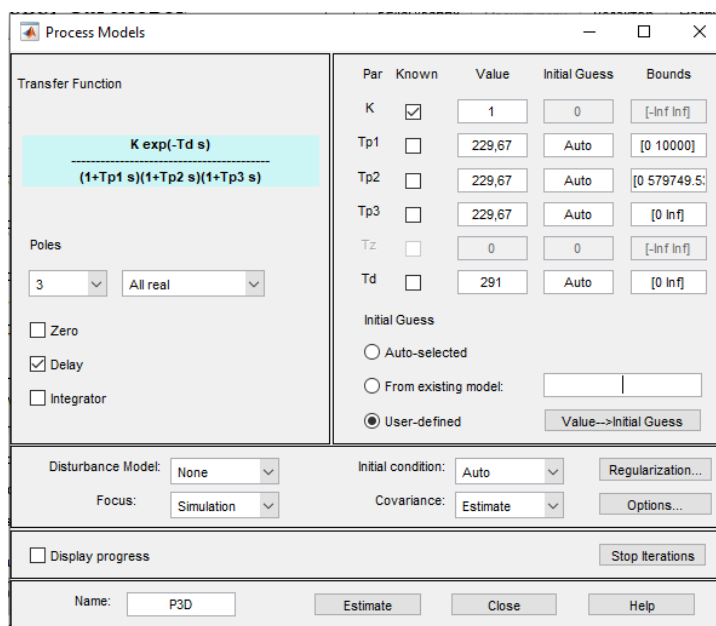 Process Models
Transfer Function
K exp(-Td s)
(1+Tp1 s)(1+Tp2 s)(1+Tp3 s)
Poles
3 All real
Zero
Delay
Integrator
Par Known Value Initial Guess Bounds
K 1 0 [-Inf Inf]
Tp1 229,67 Auto [0 10000]
Tp2 229,67 Auto [0 579749.53
Tp3 229,67 Auto [0 Inf]
Tz 0 0 [-Inf Inf]
Td 291 Auto [0 Inf]
Initial Guess
Auto-selected
From existing model:
User-defined Value-->Initial Guess
Disturbance Model: None Initial condition: Auto Regularization...
Focus: Simulation Covariance: Estimate Options...
Display progress Stop Iterations
Name: P3D Estimate Close Help